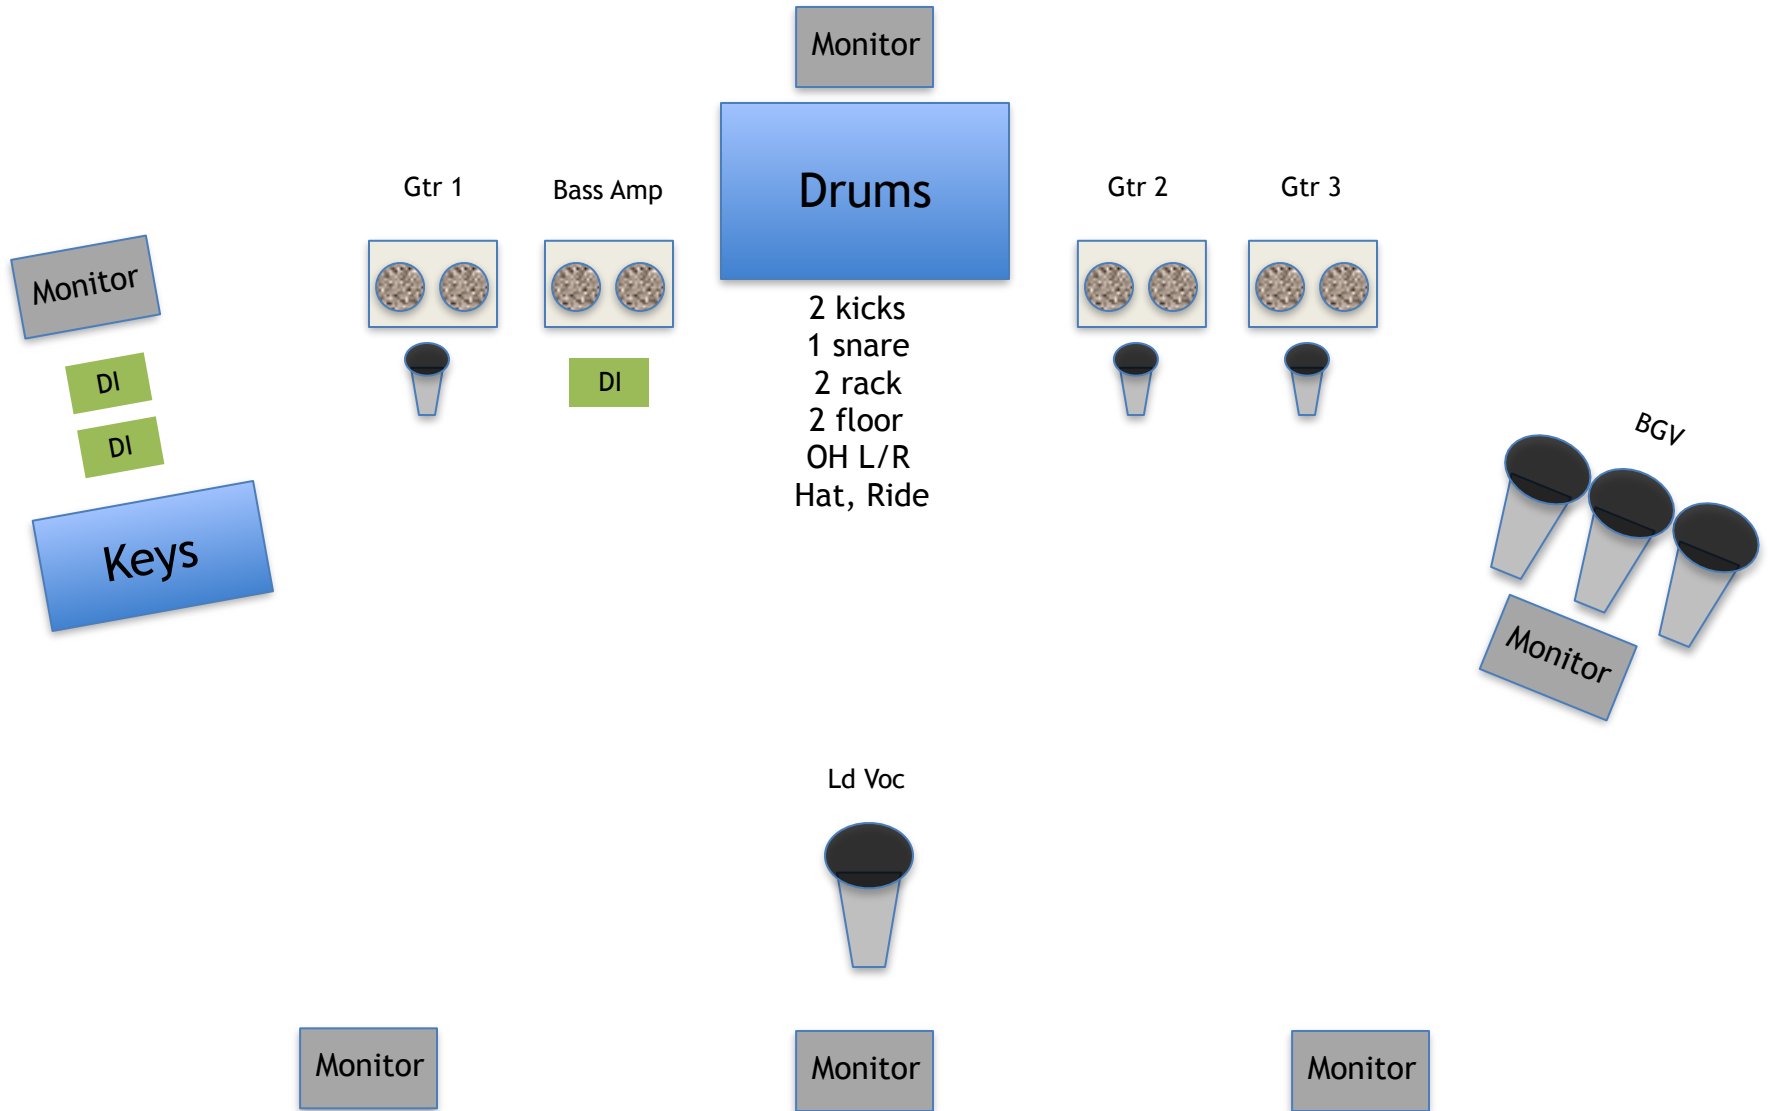 Monitor
Drums
Gtr 1
Bass Amp
Gtr 2
Gtr 3
Monitor
DI
DI
Keys
DI
2 kicks
1 snare
2 rack
2 floor
OH L/R
Hat, Ride
BGV
Monitor
Ld Voc
Monitor
Monitor
Monitor